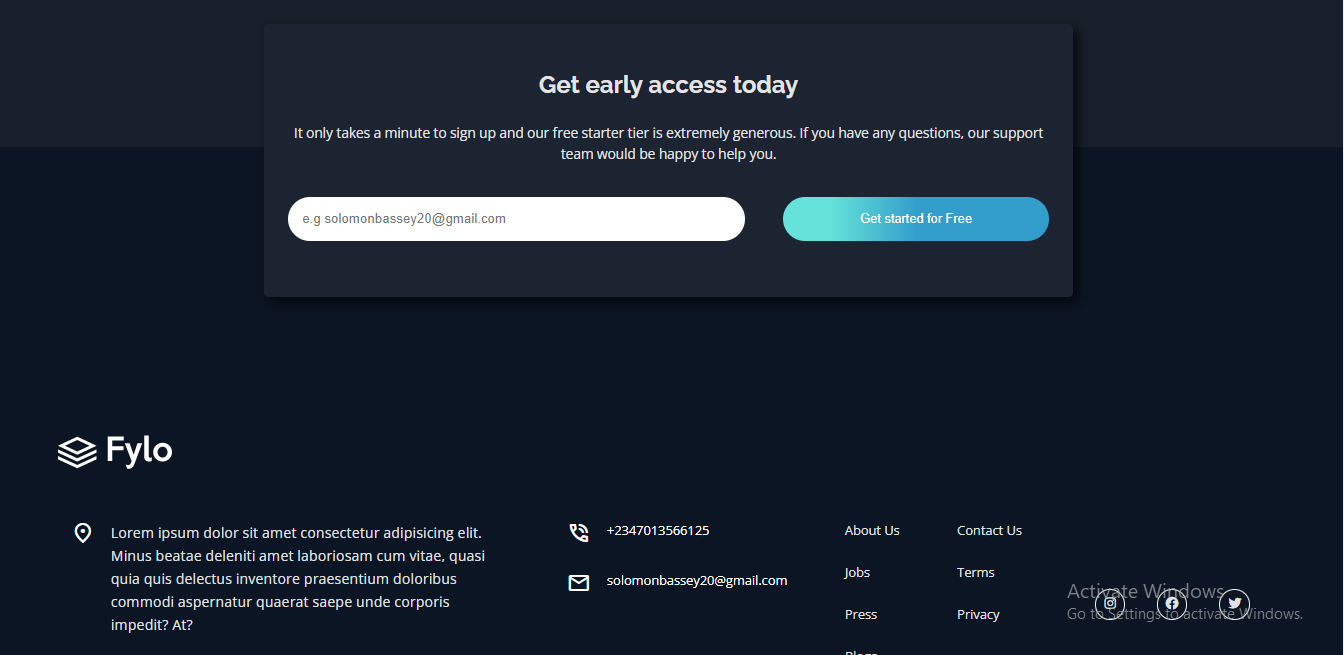 Get early access today
It only takes a minute to sign up and our free starter tier is extremely generous. If you have any questions, our support
team would be happy to help you.
e.g solomonbassey20@gmail.com
Get started for Free
Fylo
Lorem ipsum dolor sit amet consectetur adipisicing elit.
Minus beatae deleniti amet laboriosam cum vitae, quasi
quia quis delectus inventore praesentium doloribus
commodi aspernatur quaerat saepe unde corporis
impedit? At?
+2347013566125
solomonbassey20@gmail.com
About Us
Jobs
Press
Blogs
Contact Us
Terms
Privacy
Activate Windows
Go to Settings to activate Windows.